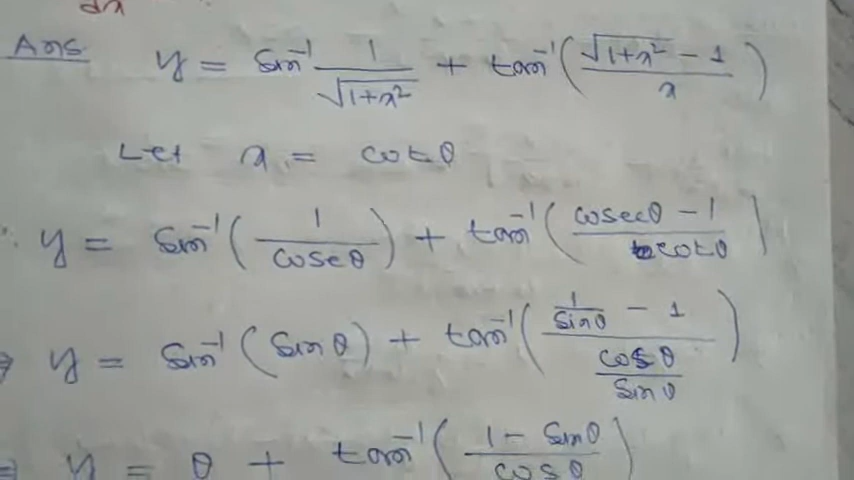 dx
Ans y = sin⁻¹ 1/√(1+x²) + tan⁻¹((√(1+x²) - 1)/x)
Let x = cotθ
∴ y = sin⁻¹(1/cosecθ) + tan⁻¹((cosecθ - 1)/cotθ)
⇒ y = sin⁻¹(sinθ) + tan⁻¹((1/sinθ - 1)/(cosθ/sinθ))
⇒ y = θ + tan⁻¹((1 - sinθ)/cosθ)